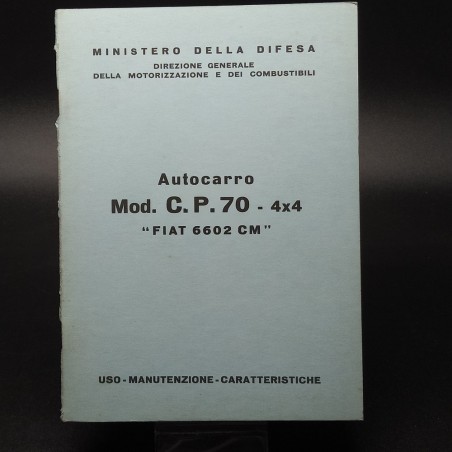 MINISTERO DELLA DIFESA
DIREZIONE GENERALE
DELLA MOTORIZZAZIONE E DEI COMBUSTIBILI
Autocarro
Mod. C.P. 70 - 4x4
"FIAT 6602 CM"
USO-MANUTENZIONE-CARATTERISTICHE